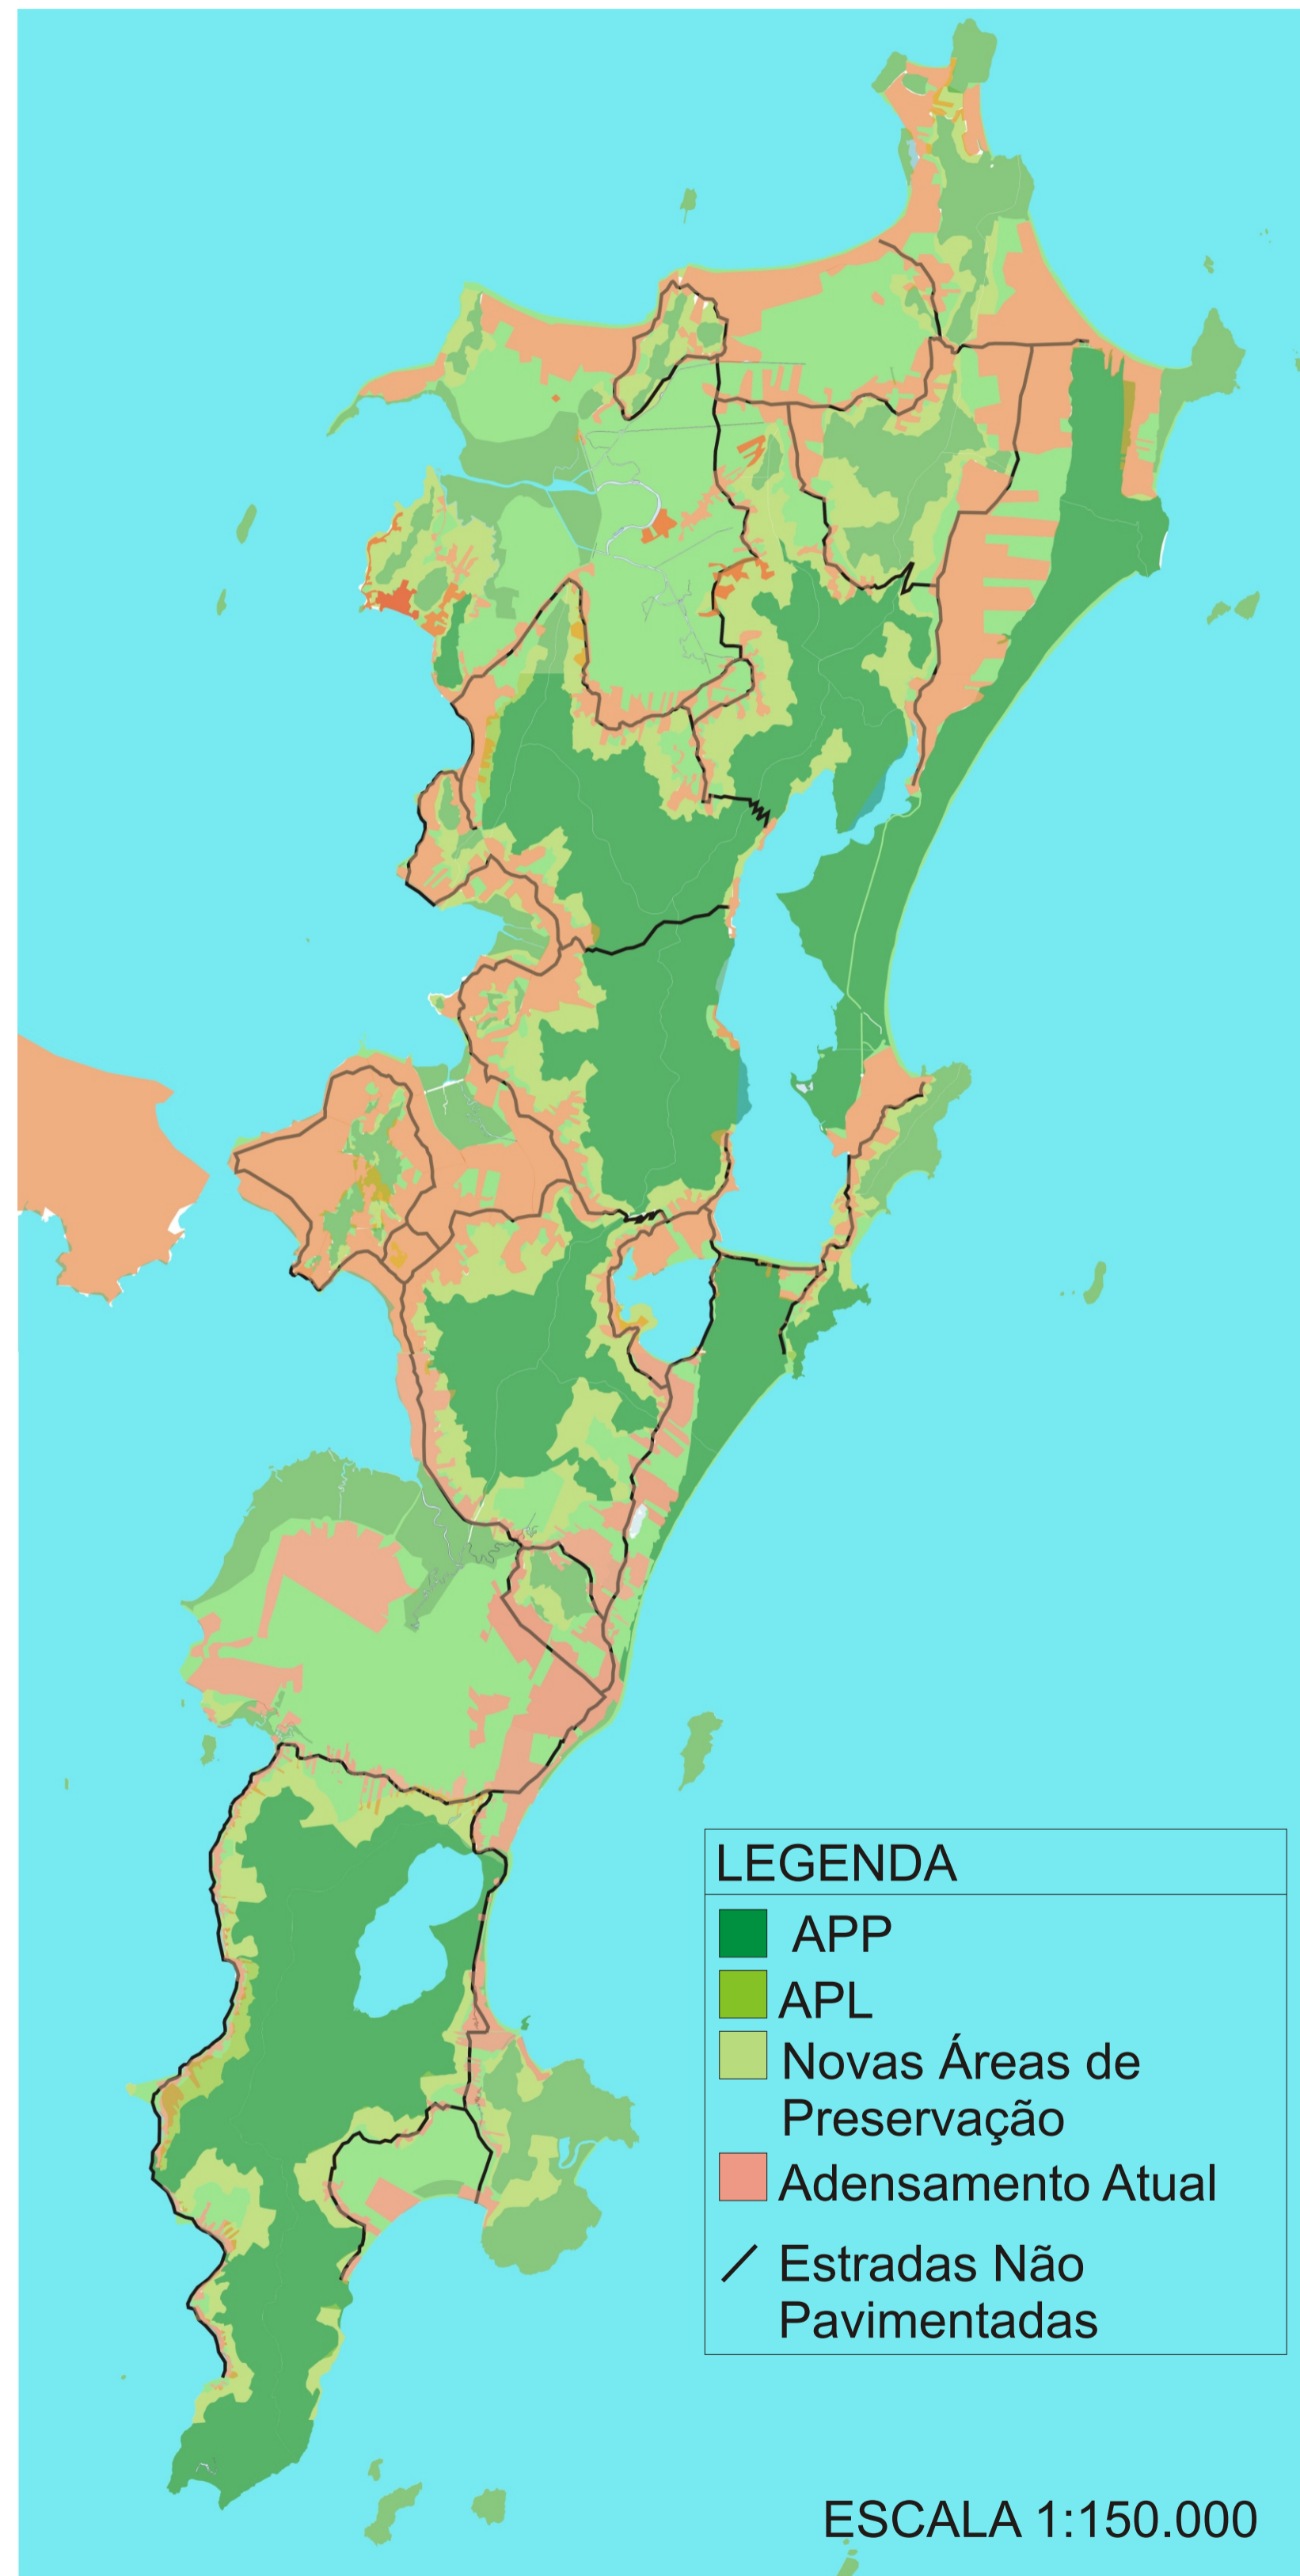 LEGENDA
APP
APL
Novas Áreas de
Preservação
Adensamento Atual
Estradas Não
Pavimentadas
ESCALA 1:150.000